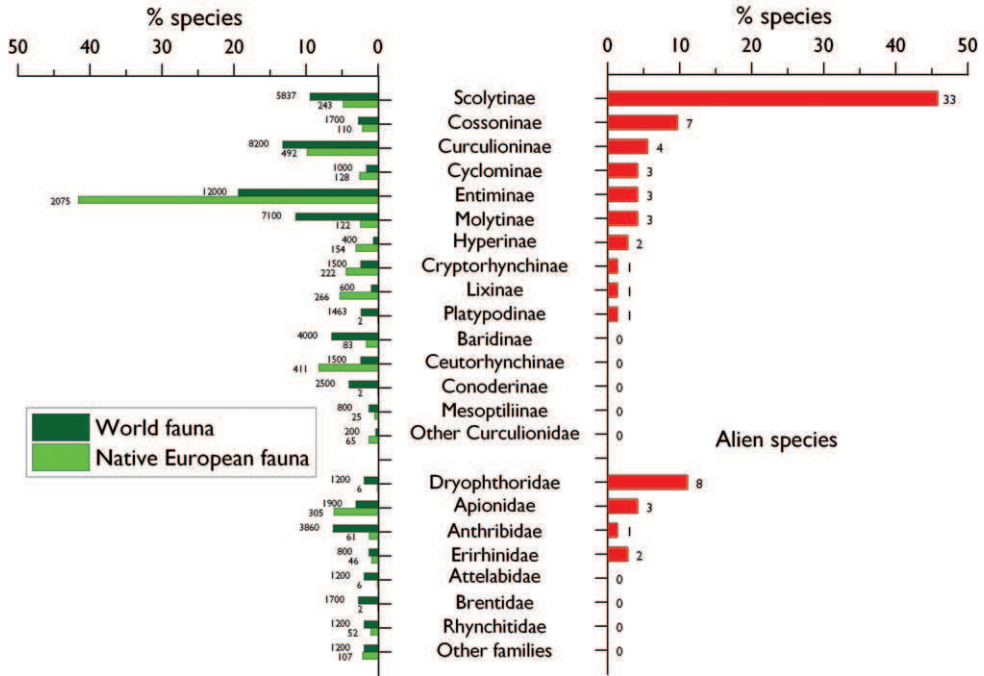 % species
% species
50 40 30 20 10 0
0 10 20 30 40 50
5837 243 Scolytinae 33
1700 110 Cossoninae 7
8200 492 Curculioninae 4
1000 128 Cyclominae 3
12000 2075 Entiminae 3
7100 122 Molytinae 3
400 154 Hyperinae 2
1500 222 Cryptorhynchinae 1
600 266 Lixinae 1
1463 2 Platypodinae 1
4000 83 Baridinae 0
1500 411 Ceutorhynchinae 0
2500 2 Conoderinae 0
800 25 Mesoptiliinae 0
200 65 Other Curculionidae 0
World fauna
Native European fauna
Alien species
1200 6 Dryophthoridae 8
1900 305 Apionidae 3
3860 61 Anthribidae 1
800 46 Erirhinidae 2
1200 6 Attelabidae 0
1700 2 Brentidae 0
1200 52 Rhynchitidae 0
1200 107 Other families 0